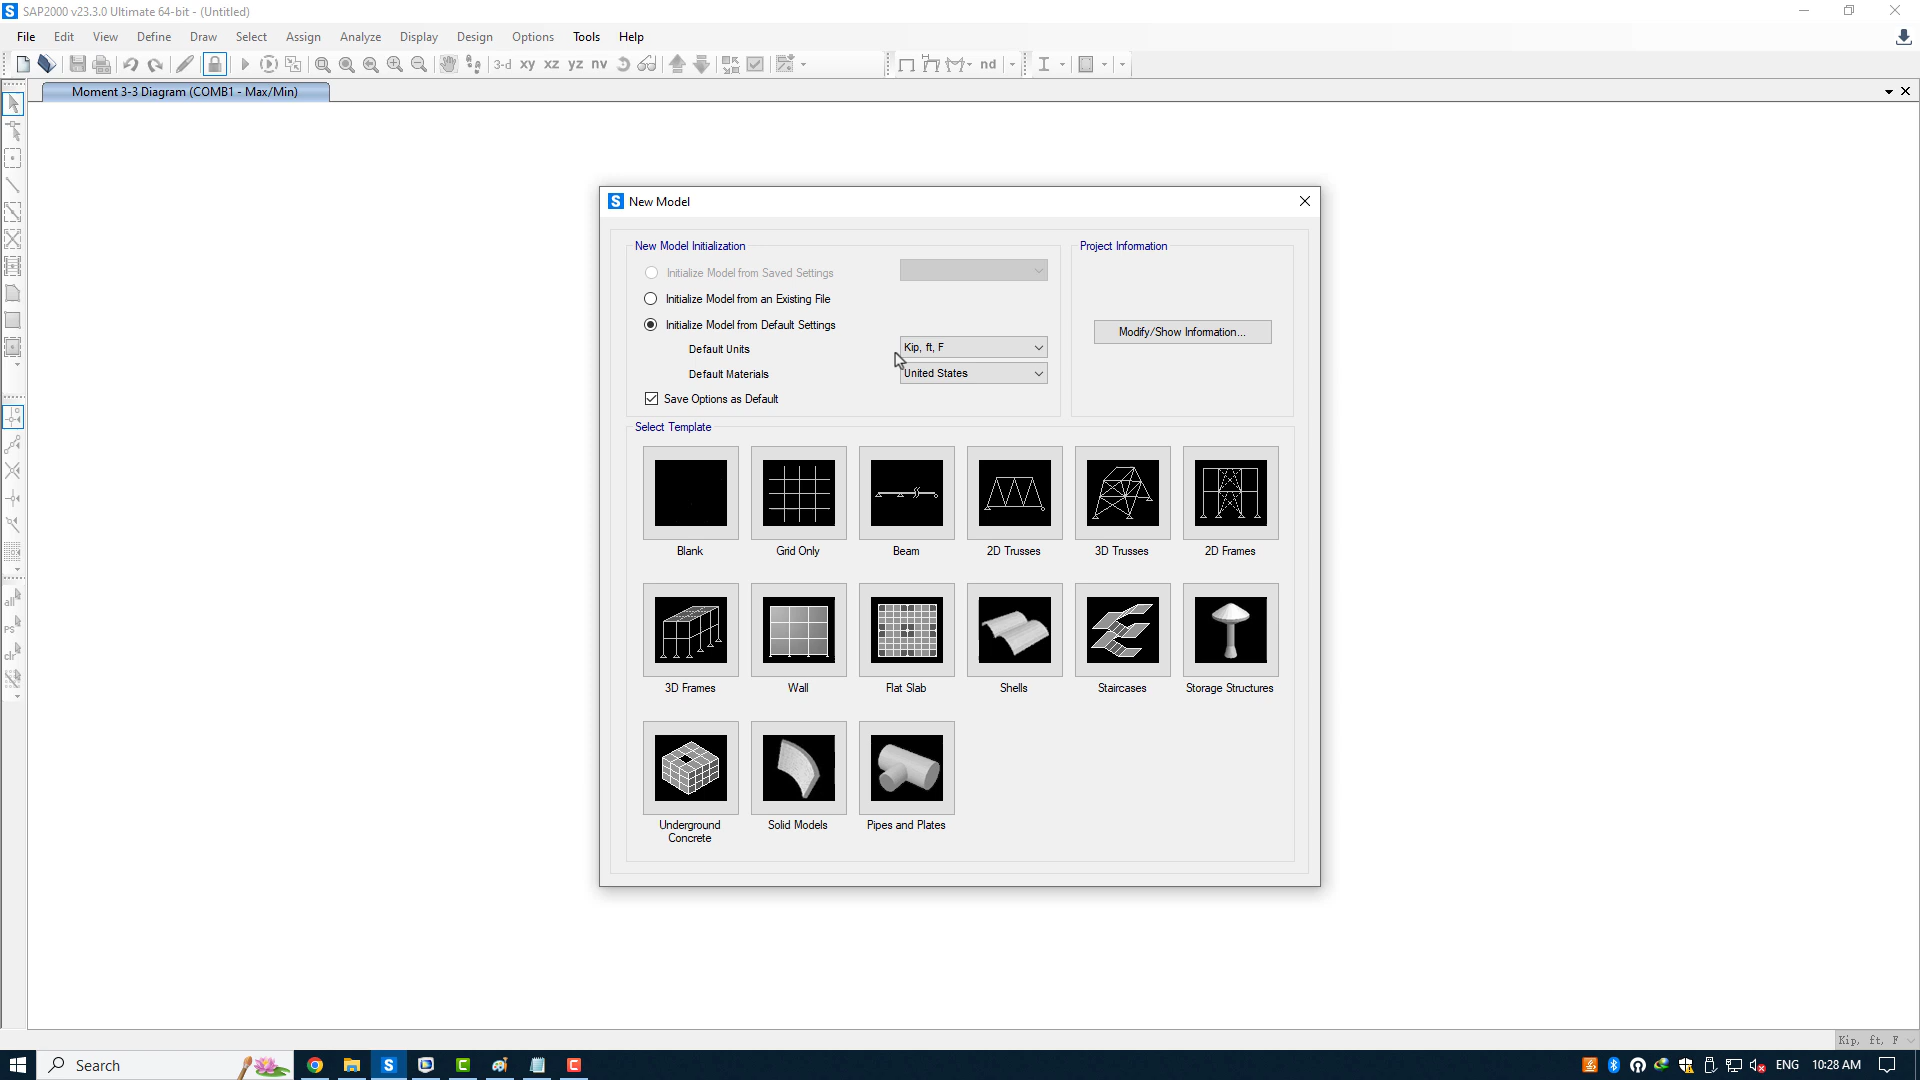 SAP2000 v23.3.0 Ultimate 64-bit - (Untitled)
File Edit View Define Draw Select Assign Analyze Display Design Options Tools Help
3-d xy xz yz nv nd
Moment 3-3 Diagram (COMB1 - Max/Min)
New Model
New Model Initialization
Project Information
Initialize Model from Saved Settings
Initialize Model from an Existing File
Initialize Model from Default Settings
Modify/Show Information...
Default Units
Kip, ft, F
Default Materials
United States
Save Options as Default
Select Template
Blank Grid Only Beam 2D Trusses 3D Trusses 2D Frames
3D Frames Wall Flat Slab Shells Staircases Storage Structures
Underground
Concrete
Solid Models Pipes and Plates
all
PS
clr
Kip, ft, F
Search
ENG 10:28 AM